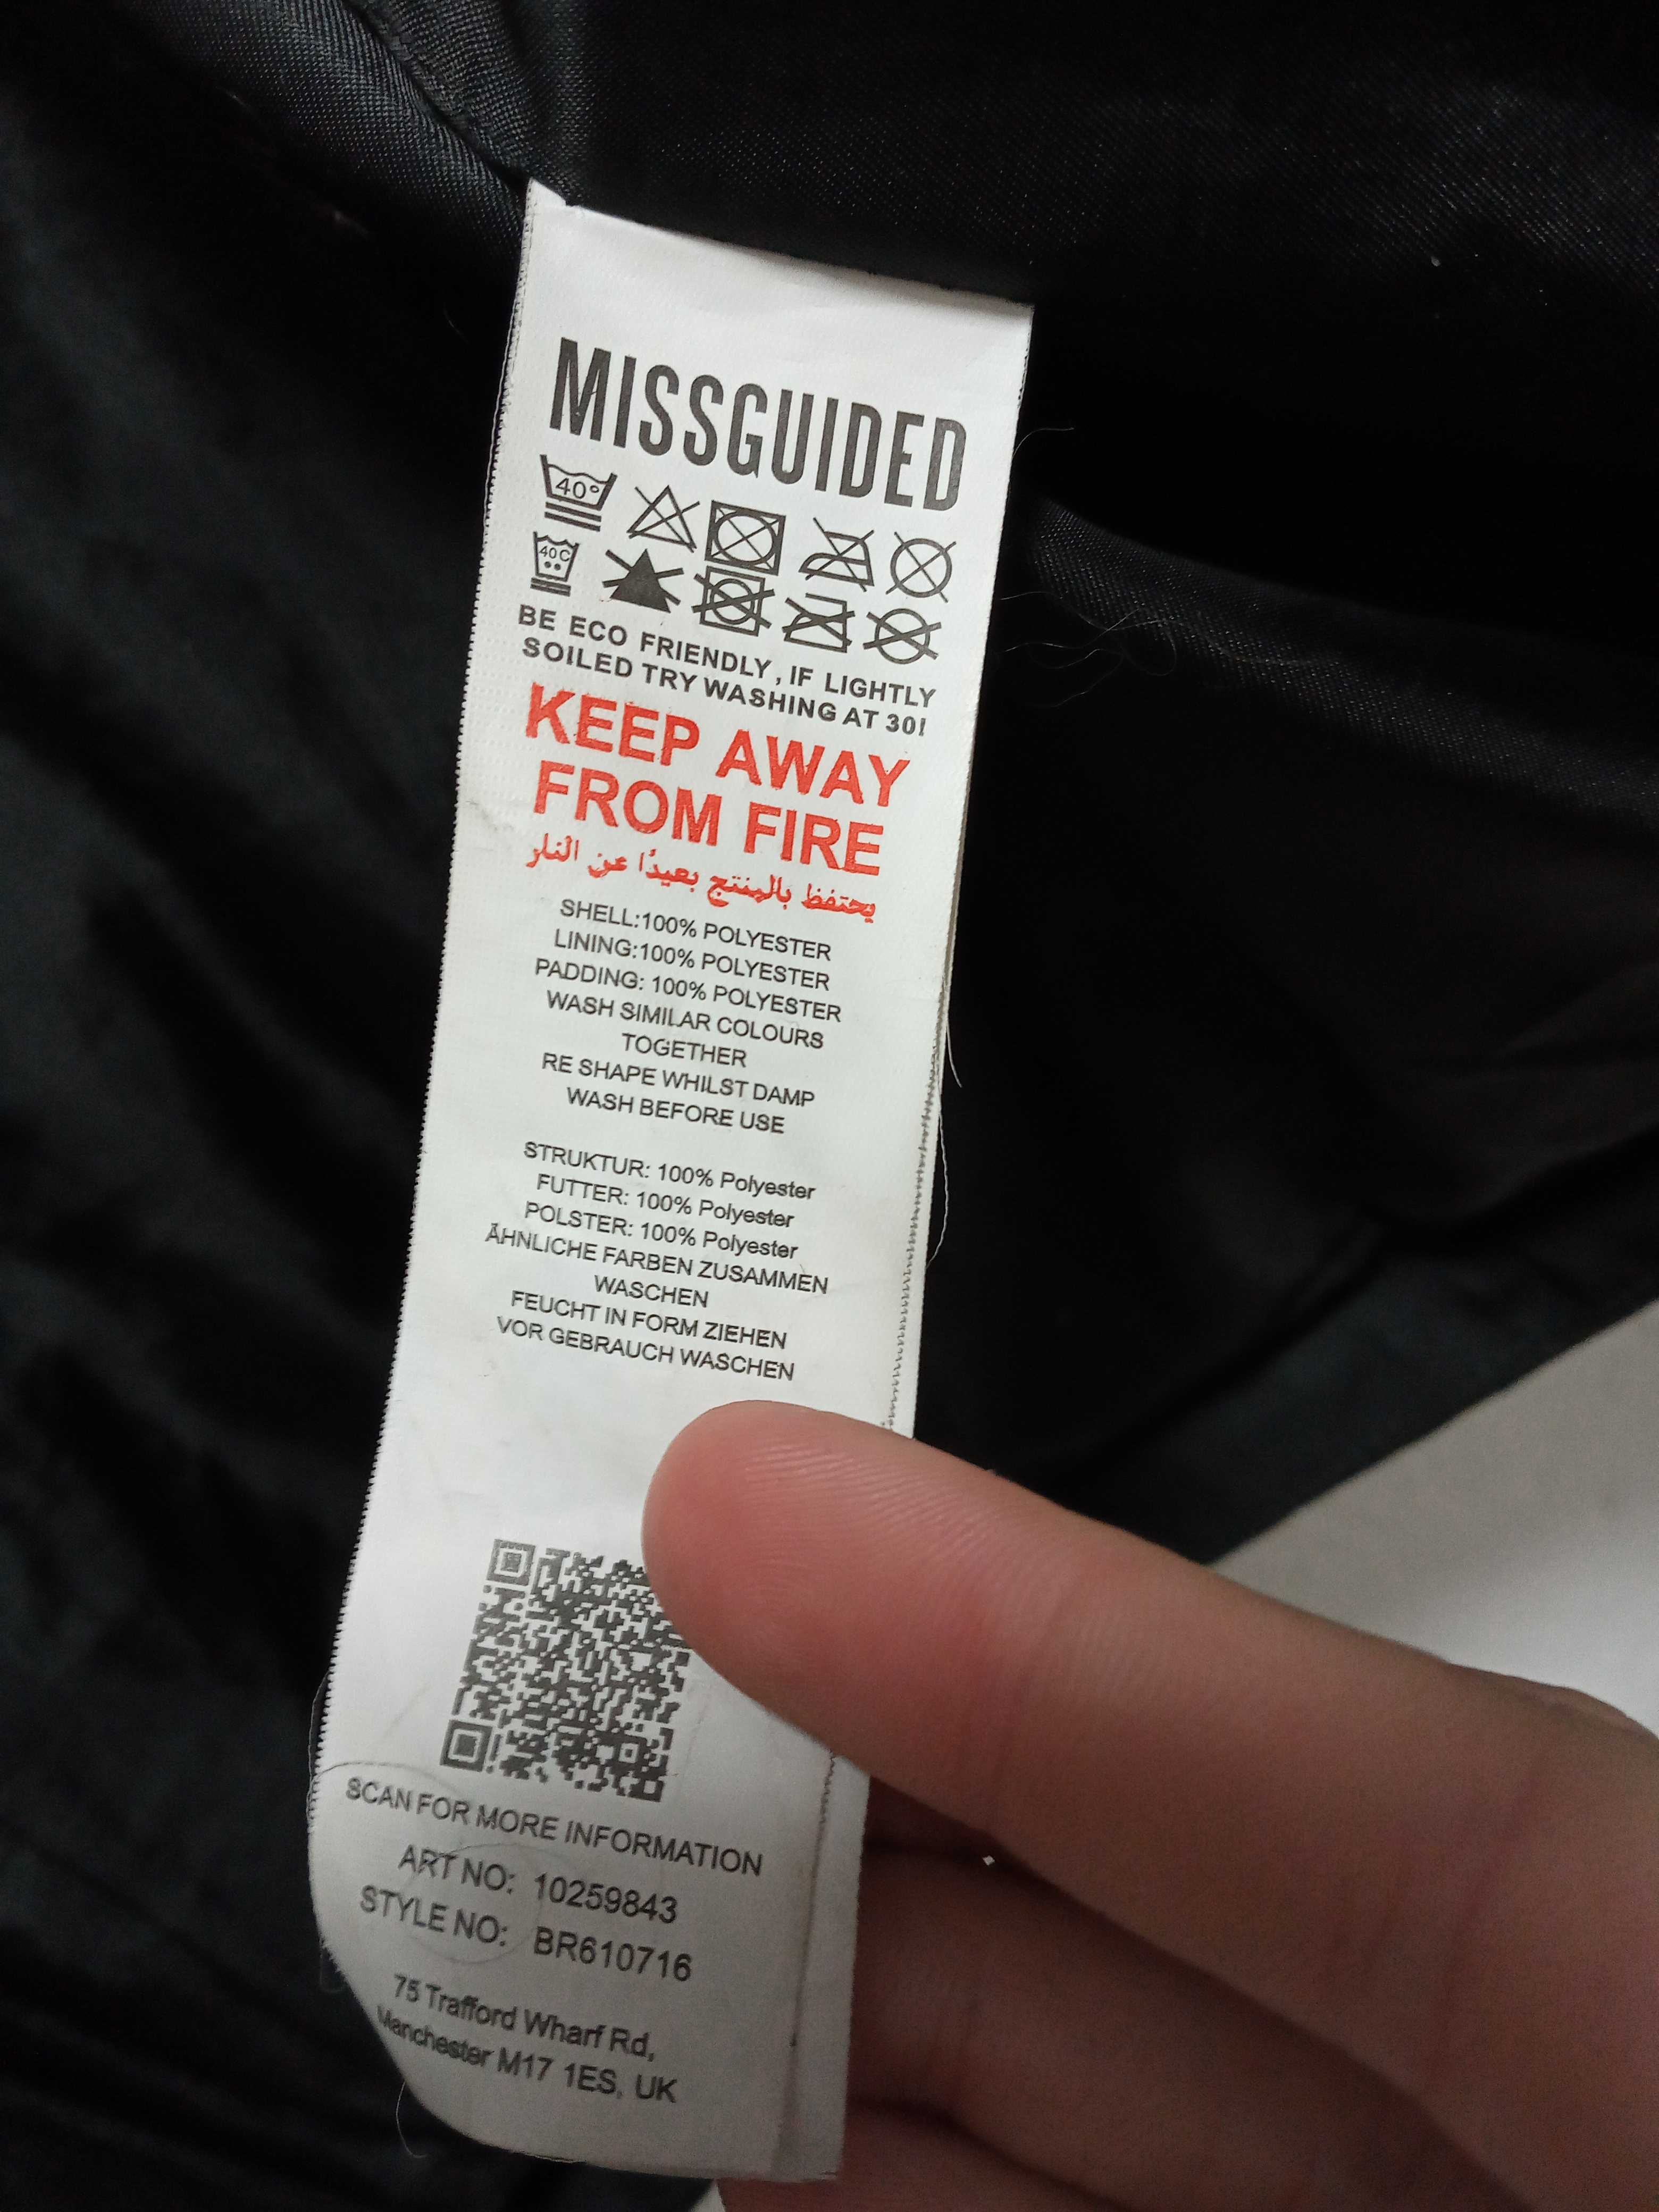 MISSGUIDED
40°
40C
BE ECO FRIENDLY, IF LIGHTLY
SOILED TRY WASHING AT 30!
KEEP AWAY
FROM FIRE
يحتفظ بالمنتج بعيدًا عن النار
SHELL:100% POLYESTER
LINING:100% POLYESTER
PADDING: 100% POLYESTER
WASH SIMILAR COLOURS
TOGETHER
RE SHAPE WHILST DAMP
WASH BEFORE USE
STRUKTUR: 100% Polyester
FUTTER: 100% Polyester
POLSTER: 100% Polyester
ÄHNLICHE FARBEN ZUSAMMEN
WASCHEN
FEUCHT IN FORM ZIEHEN
VOR GEBRAUCH WASCHEN
SCAN FOR MORE INFORMATION
ART NO: 10259843
STYLE NO: BR610716
75 Trafford Wharf Rd,
Manchester M17 1ES, UK